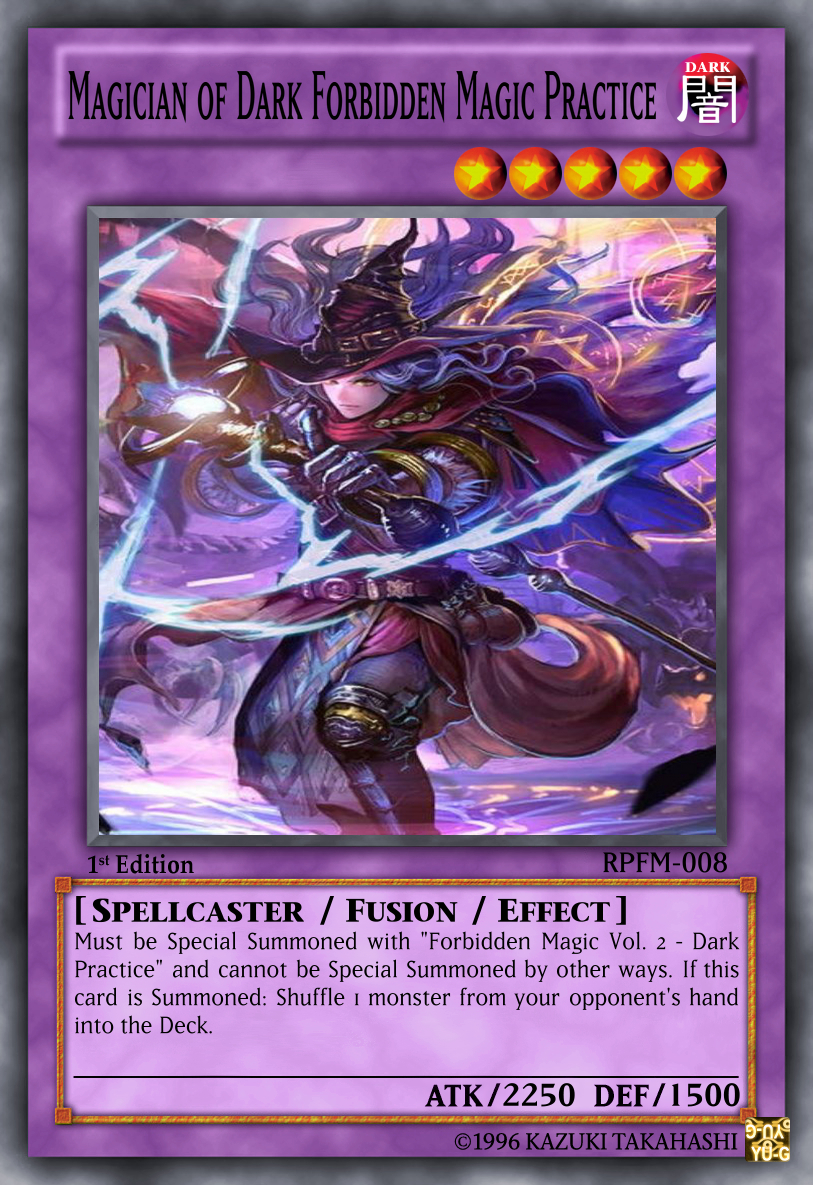 Magician of Dark Forbidden Magic Practice
DARK
闇
1st Edition
RPFM-008
[ Spellcaster / Fusion / Effect ]
Must be Special Summoned with "Forbidden Magic Vol. 2 - Dark
Practice" and cannot be Special Summoned by other ways. If this
card is Summoned: Shuffle 1 monster from your opponent's hand
into the Deck.
ATK/2250 DEF/1500
©1996 KAZUKI TAKAHASHI